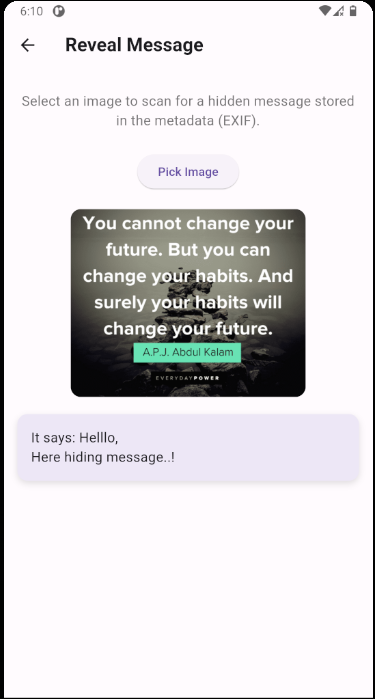 6:10
Reveal Message
Select an image to scan for a hidden message stored
in the metadata (EXIF).
Pick Image
You cannot change your
future. But you can
change your habits. And
surely your habits will
change your future.
A.P.J. Abdul Kalam
EVERYDAYPOWER
It says: Helllo,
Here hiding message..!